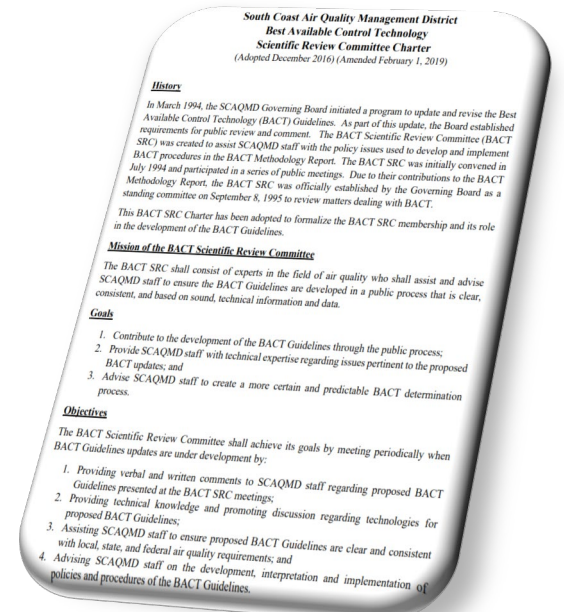 South Coast Air Quality Management District
Best Available Control Technology
Scientific Review Committee Charter
(Adopted December 2016) (Amended February 1, 2019)
History
In March 1994, the SCAQMD Governing Board initiated a program to update and revise the Best
Available Control Technology (BACT) Guidelines. As part of this update, the Board established
requirements for public review and comment. The BACT Scientific Review Committee (BACT
SRC) was created to assist SCAQMD staff with the policy issues used to develop and implement
BACT procedures in the BACT Methodology Report. The BACT SRC was initially convened in
July 1994 and participated in a series of public meetings. Due to their contributions to the BACT
Methodology Report, the BACT SRC was officially established by the Governing Board as a
standing committee on September 8, 1995 to review matters dealing with BACT.
This BACT SRC Charter has been adopted to formalize the BACT SRC membership and its role
in the development of the BACT Guidelines.
Mission of the BACT Scientific Review Committee
The BACT SRC shall consist of experts in the field of air quality who shall assist and advise
SCAQMD staff to ensure the BACT Guidelines are developed in a public process that is clear,
consistent, and based on sound, technical information and data.
Goals
1. Contribute to the development of the BACT Guidelines through the public process;
2. Provide SCAQMD staff with technical expertise regarding issues pertinent to the proposed
BACT updates; and
3. Advise SCAQMD staff to create a more certain and predictable BACT determination
process.
Objectives
The BACT Scientific Review Committee shall achieve its goals by meeting periodically when
BACT Guidelines updates are under development by:
1. Providing verbal and written comments to SCAQMD staff regarding proposed BACT
Guidelines presented at the BACT SRC meetings;
2. Providing technical knowledge and promoting discussion regarding technologies for
proposed BACT Guidelines;
3. Assisting SCAQMD staff to ensure proposed BACT Guidelines are clear and consistent
with local, state, and federal air quality requirements; and
4. Advising SCAQMD staff on the development, interpretation and implementation of
policies and procedures of the BACT Guidelines.